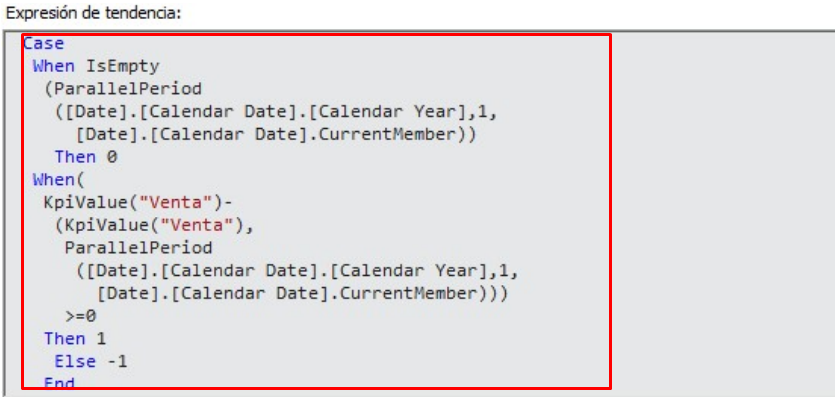 Expresión de tendencia:
Case
When IsEmpty
(ParallelPeriod
([Date].[Calendar Date].[Calendar Year],1,
[Date].[Calendar Date].CurrentMember))
Then 0
When(
KpiValue("Venta")-
(KpiValue("Venta"),
ParallelPeriod
([Date].[Calendar Date].[Calendar Year],1,
[Date].[Calendar Date].CurrentMember)))
>=0
Then 1
Else -1
End